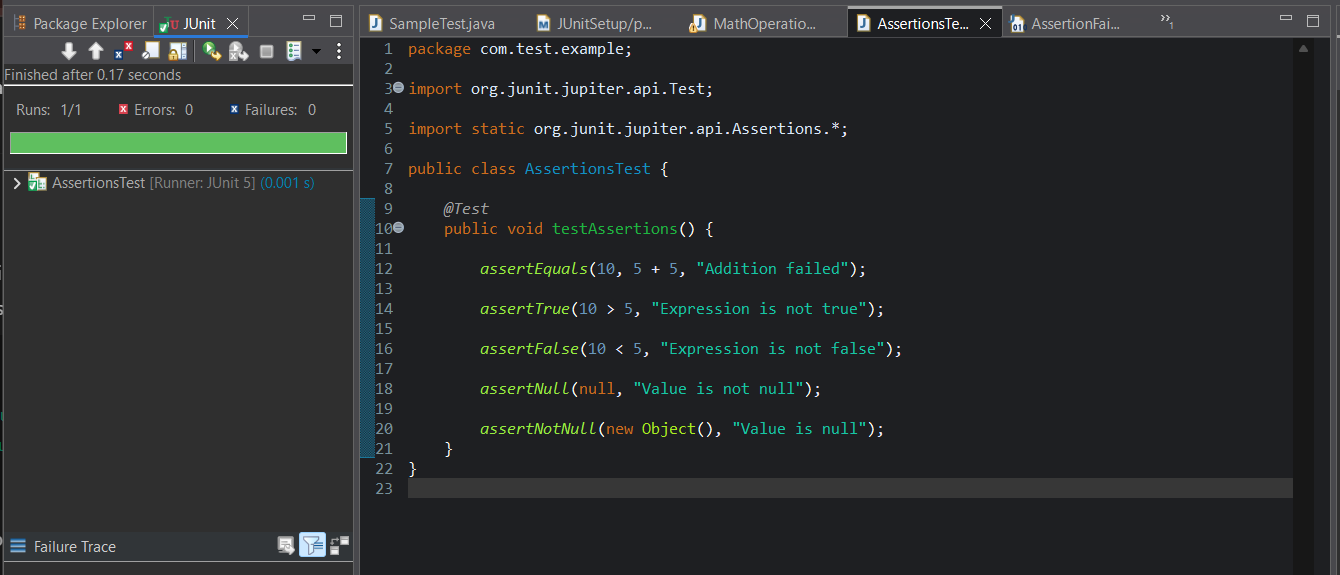 Package Explorer
JUnit
Finished after 0.17 seconds
Runs: 1/1
Errors: 0
Failures: 0
AssertionsTest [Runner: JUnit 5] (0.001 s)
Failure Trace
SampleTest.java
JUnitSetup/p...
MathOperatio...
AssertionsTe...
AssertionFai...
»1
1 package com.test.example;
2
3 import org.junit.jupiter.api.Test;
4
5 import static org.junit.jupiter.api.Assertions.*;
6
7 public class AssertionsTest {
8
9 @Test
10 public void testAssertions() {
11
12 assertEquals(10, 5 + 5, "Addition failed");
13
14 assertTrue(10 > 5, "Expression is not true");
15
16 assertFalse(10 < 5, "Expression is not false");
17
18 assertNull(null, "Value is not null");
19
20 assertNotNull(new Object(), "Value is null");
21 }
22 }
23